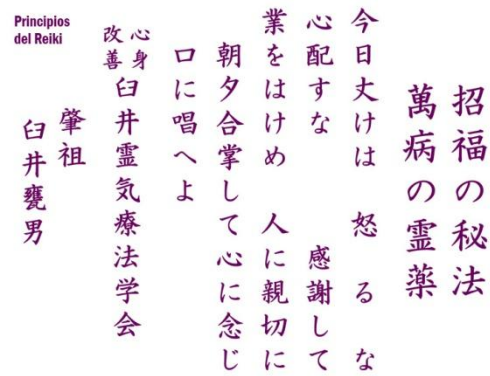 Principios
del Reiki
招福の秘法
萬病の霊薬
今日丈けは 怒るな
心配すな 感謝して
業をはけめ 人に親切に
朝夕合掌して心に念じ
口に唱へよ
心身
改善
臼井霊気療法学会
肇祖
臼井甕男